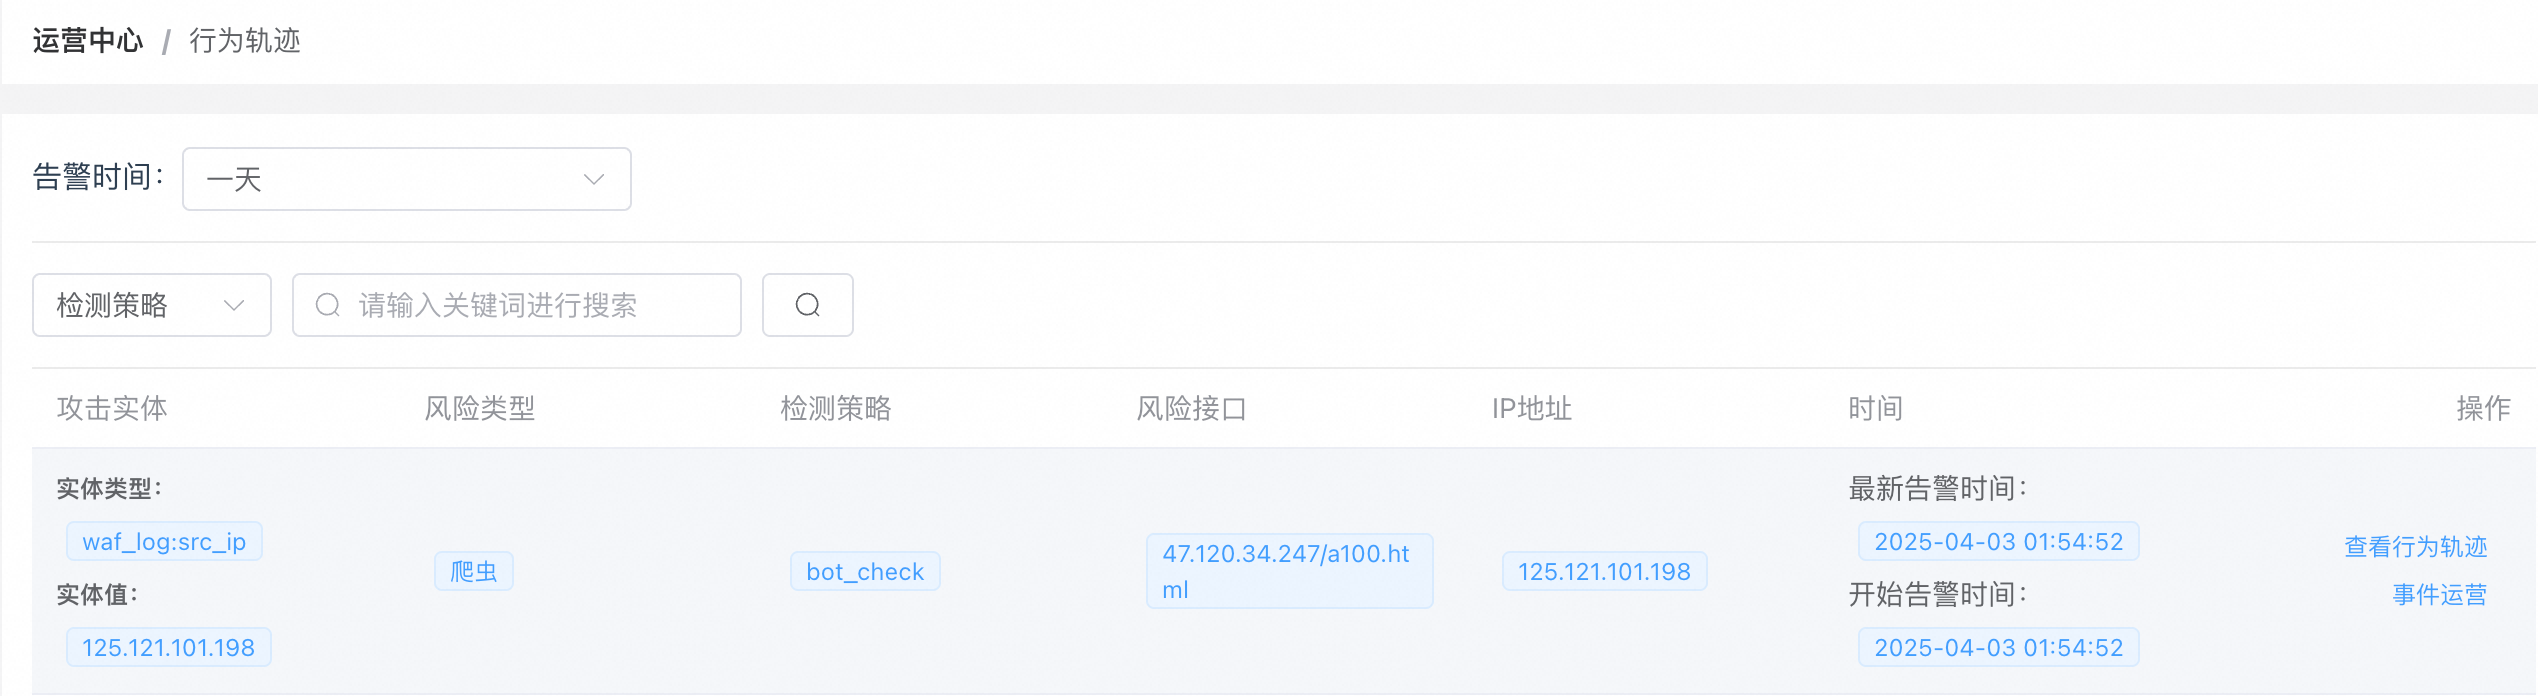 运营中心 / 行为轨迹
告警时间： 一天
检测策略 请输入关键词进行搜索
攻击实体 风险类型 检测策略 风险接口 IP地址 时间 操作
实体类型：
waf_log:src_ip
实体值：
125.121.101.198
爬虫
bot_check
47.120.34.247/a100.ht
ml
125.121.101.198
最新告警时间：
2025-04-03 01:54:52
开始告警时间：
2025-04-03 01:54:52
查看行为轨迹
事件运营